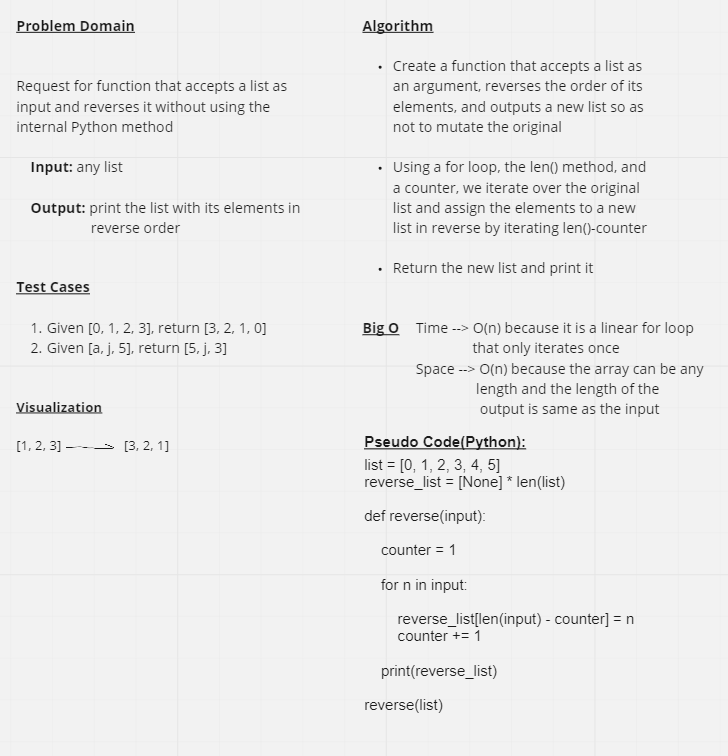 Problem Domain
Request for function that accepts a list as
input and reverses it without using the
internal Python method
Input: any list
Output: print the list with its elements in
reverse order
Test Cases
1. Given [0, 1, 2, 3], return [3, 2, 1, 0]
2. Given [a, j, 5], return [5, j, 3]
Visualization
[1, 2, 3] [3, 2, 1]
Algorithm
• Create a function that accepts a list as
an argument, reverses the order of its
elements, and outputs a new list so as
not to mutate the original
• Using a for loop, the len() method, and
a counter, we iterate over the original
list and assign the elements to a new
list in reverse by iterating len()-counter
• Return the new list and print it
Big O Time --> O(n) because it is a linear for loop
that only iterates once
Space --> O(n) because the array can be any
length and the length of the
output is same as the input
Pseudo Code(Python):
list = [0, 1, 2, 3, 4, 5]
reverse_list = [None] * len(list)
def reverse(input):
counter = 1
for n in input:
reverse_list[len(input) - counter] = n
counter += 1
print(reverse_list)
reverse(list)